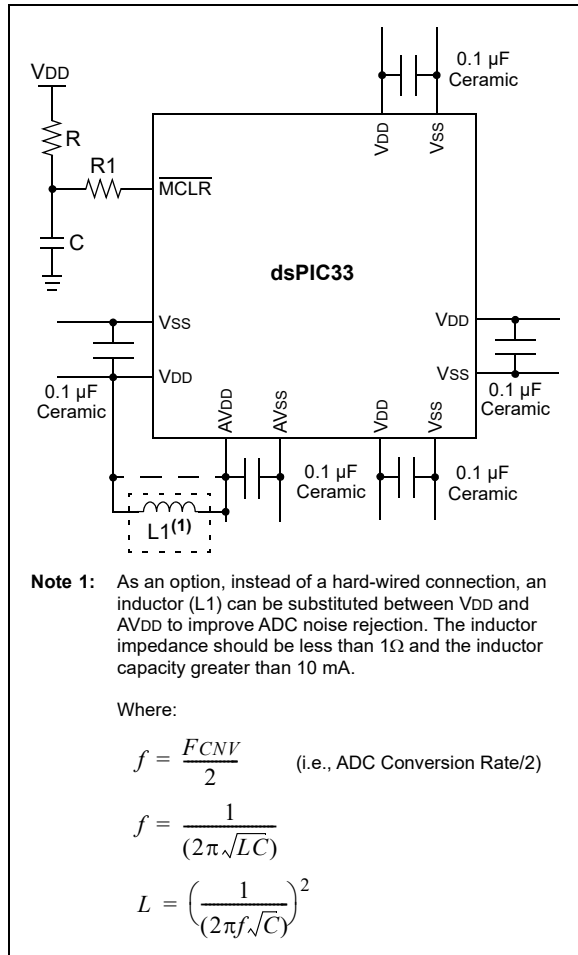 0.1 µF
Ceramic
VDD
R
R1
C
MCLR
VDD
VSS
dsPIC33
VSS
VDD
0.1 µF
Ceramic
VDD
VSS
0.1 µF
Ceramic
AVDD
AVSS
VDD
VSS
0.1 µF
Ceramic
0.1 µF
Ceramic
L1(1)
Note 1: As an option, instead of a hard-wired connection, an
inductor (L1) can be substituted between VDD and
AVDD to improve ADC noise rejection. The inductor
impedance should be less than 1Ω and the inductor
capacity greater than 10 mA.
Where:
f = FCNV / 2 (i.e., ADC Conversion Rate/2)
f = 1 / (2π√LC)
L = (1 / (2πf√C))²